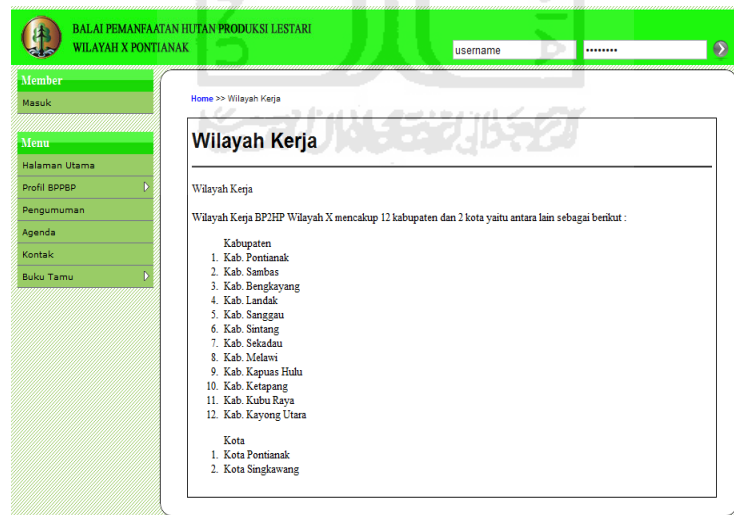 BALAI PEMANFAATAN HUTAN PRODUKSI LESTARI
WILAYAH X PONTIANAK
username
••••••••
Member
Masuk
Menu
Halaman Utama
Profil BPPBP
Pengumuman
Agenda
Kontak
Buku Tamu
Home >> Wilayah Kerja
Wilayah Kerja
Wilayah Kerja
Wilayah Kerja BP2HP Wilayah X mencakup 12 kabupaten dan 2 kota yaitu antara lain sebagai berikut :
Kabupaten
1. Kab. Pontianak
2. Kab. Sambas
3. Kab. Bengkayang
4. Kab. Landak
5. Kab. Sanggau
6. Kab. Sintang
7. Kab. Sekadau
8. Kab. Melawi
9. Kab. Kapuas Hulu
10. Kab. Ketapang
11. Kab. Kubu Raya
12. Kab. Kayong Utara
Kota
1. Kota Pontianak
2. Kota Singkawang